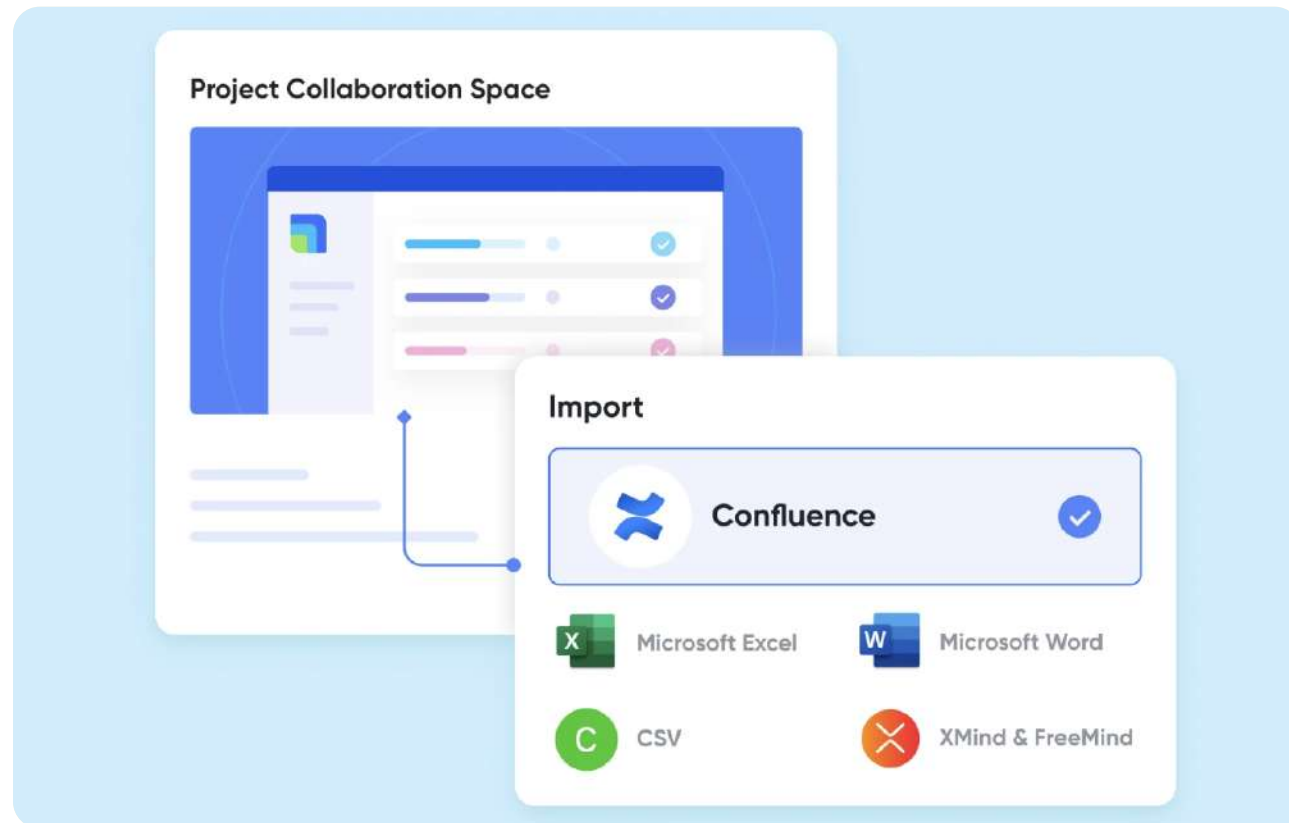 Project Collaboration Space
Import
Confluence
X
Microsoft Excel
W
Microsoft Word
C
CSV
XMind & FreeMind